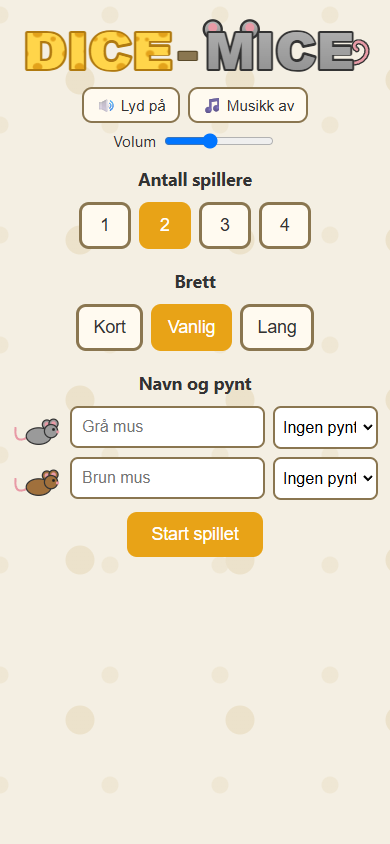 DICE-MICE
Lyd på
Musikk av
Volum
Antall spillere
1 2 3 4
Brett
Kort Vanlig Lang
Navn og pynt
Grå mus Ingen pynt
Brun mus Ingen pynt
Start spillet